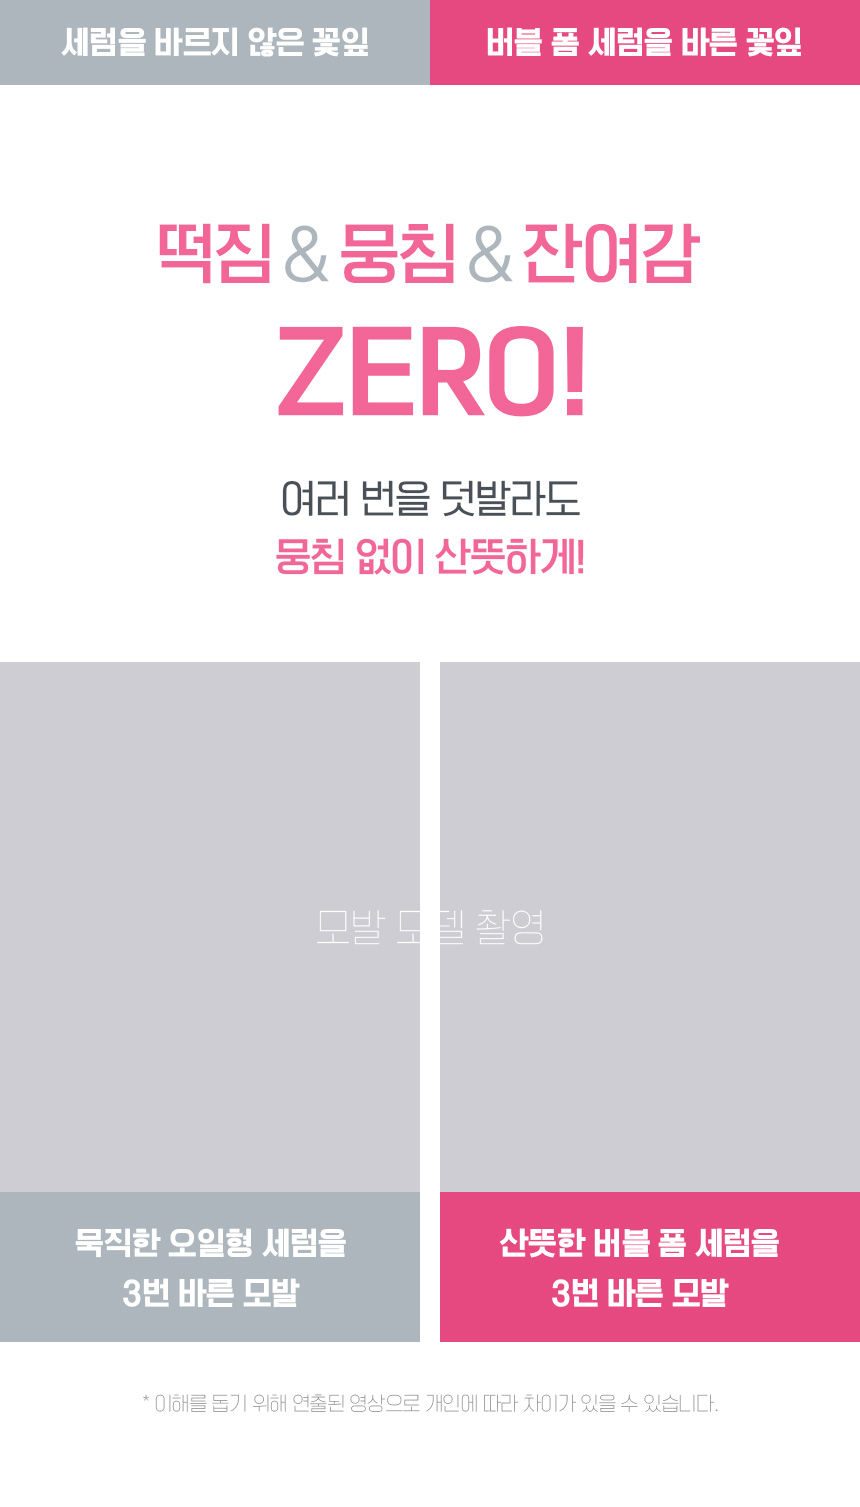 세럼을 바르지 않은 꽃잎
버블 폼 세럼을 바른 꽃잎
떡짐 & 뭉침 & 잔여감
ZERO!
여러 번을 덧발라도
뭉침 없이 산뜻하게!
모발 모델 촬영
묵직한 오일형 세럼을
3번 바른 모발
산뜻한 버블 폼 세럼을
3번 바른 모발
* 이해를 돕기 위해 연출된 영상으로 개인에 따라 차이가 있을 수 있습니다.